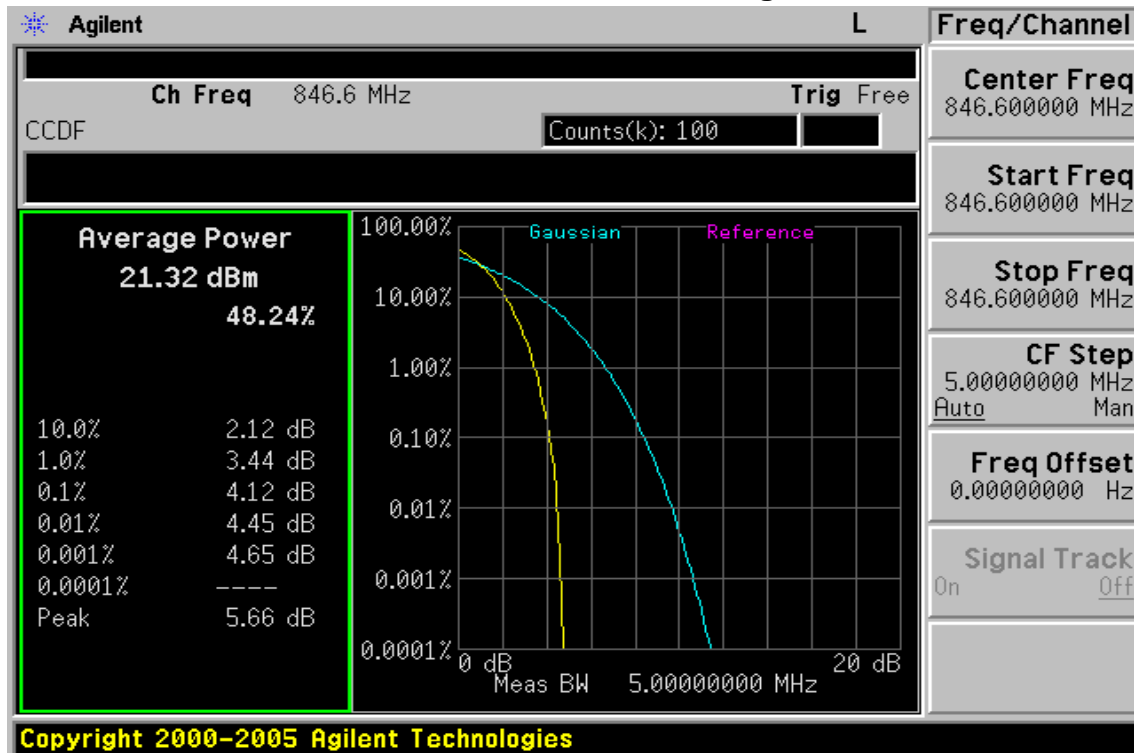 Agilent L Freq/Channel
Ch Freq 846.6 MHz Trig Free
CCDF Counts(k): 100
Center Freq
846.600000 MHz
Start Freq
846.600000 MHz
Stop Freq
846.600000 MHz
CF Step
5.00000000 MHz
Auto Man
Freq Offset
0.00000000 Hz
Signal Track
On Off
Average Power
21.32 dBm
48.24%
10.0% 2.12 dB
1.0% 3.44 dB
0.1% 4.12 dB
0.01% 4.45 dB
0.001% 4.65 dB
0.0001% ----
Peak 5.66 dB
Gaussian Reference
100.00%
10.00%
1.00%
0.10%
0.01%
0.001%
0.0001%
0 dB 20 dB
Meas BW 5.00000000 MHz
Copyright 2000-2005 Agilent Technologies